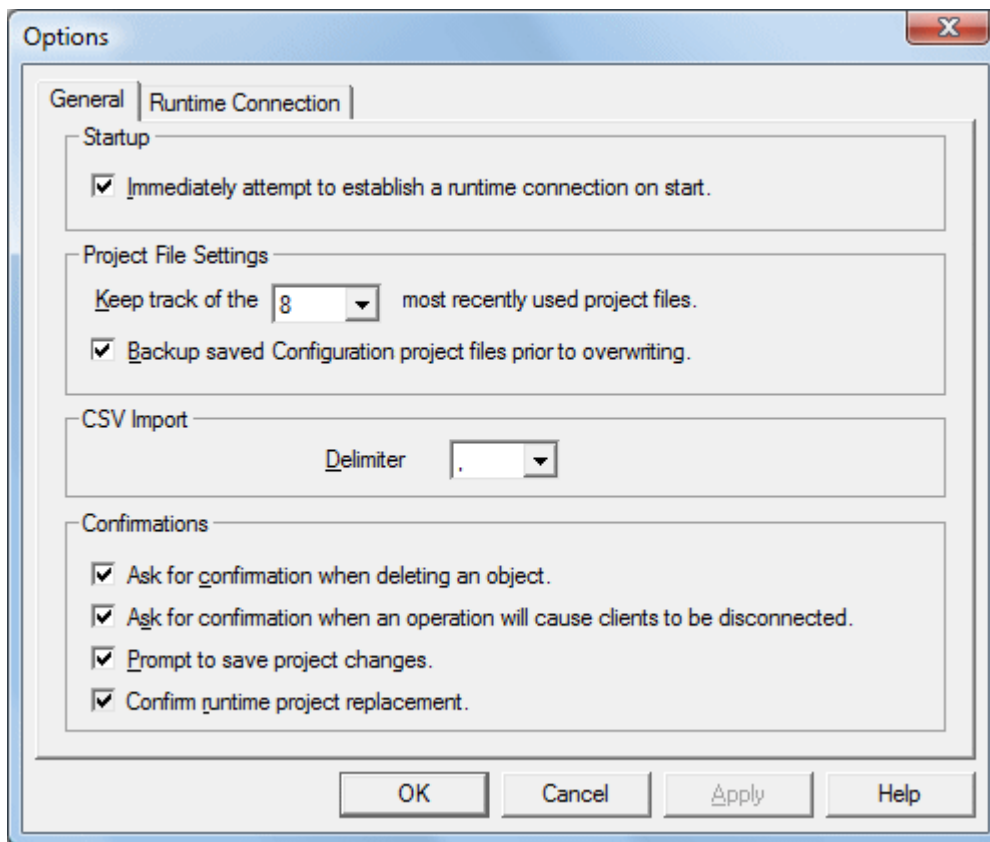 Options
General Runtime Connection
Startup
Immediately attempt to establish a runtime connection on start.
Project File Settings
Keep track of the 8 most recently used project files.
Backup saved Configuration project files prior to overwriting.
CSV Import
Delimiter ,
Confirmations
Ask for confirmation when deleting an object.
Ask for confirmation when an operation will cause clients to be disconnected.
Prompt to save project changes.
Confirm runtime project replacement.
OK Cancel Apply Help